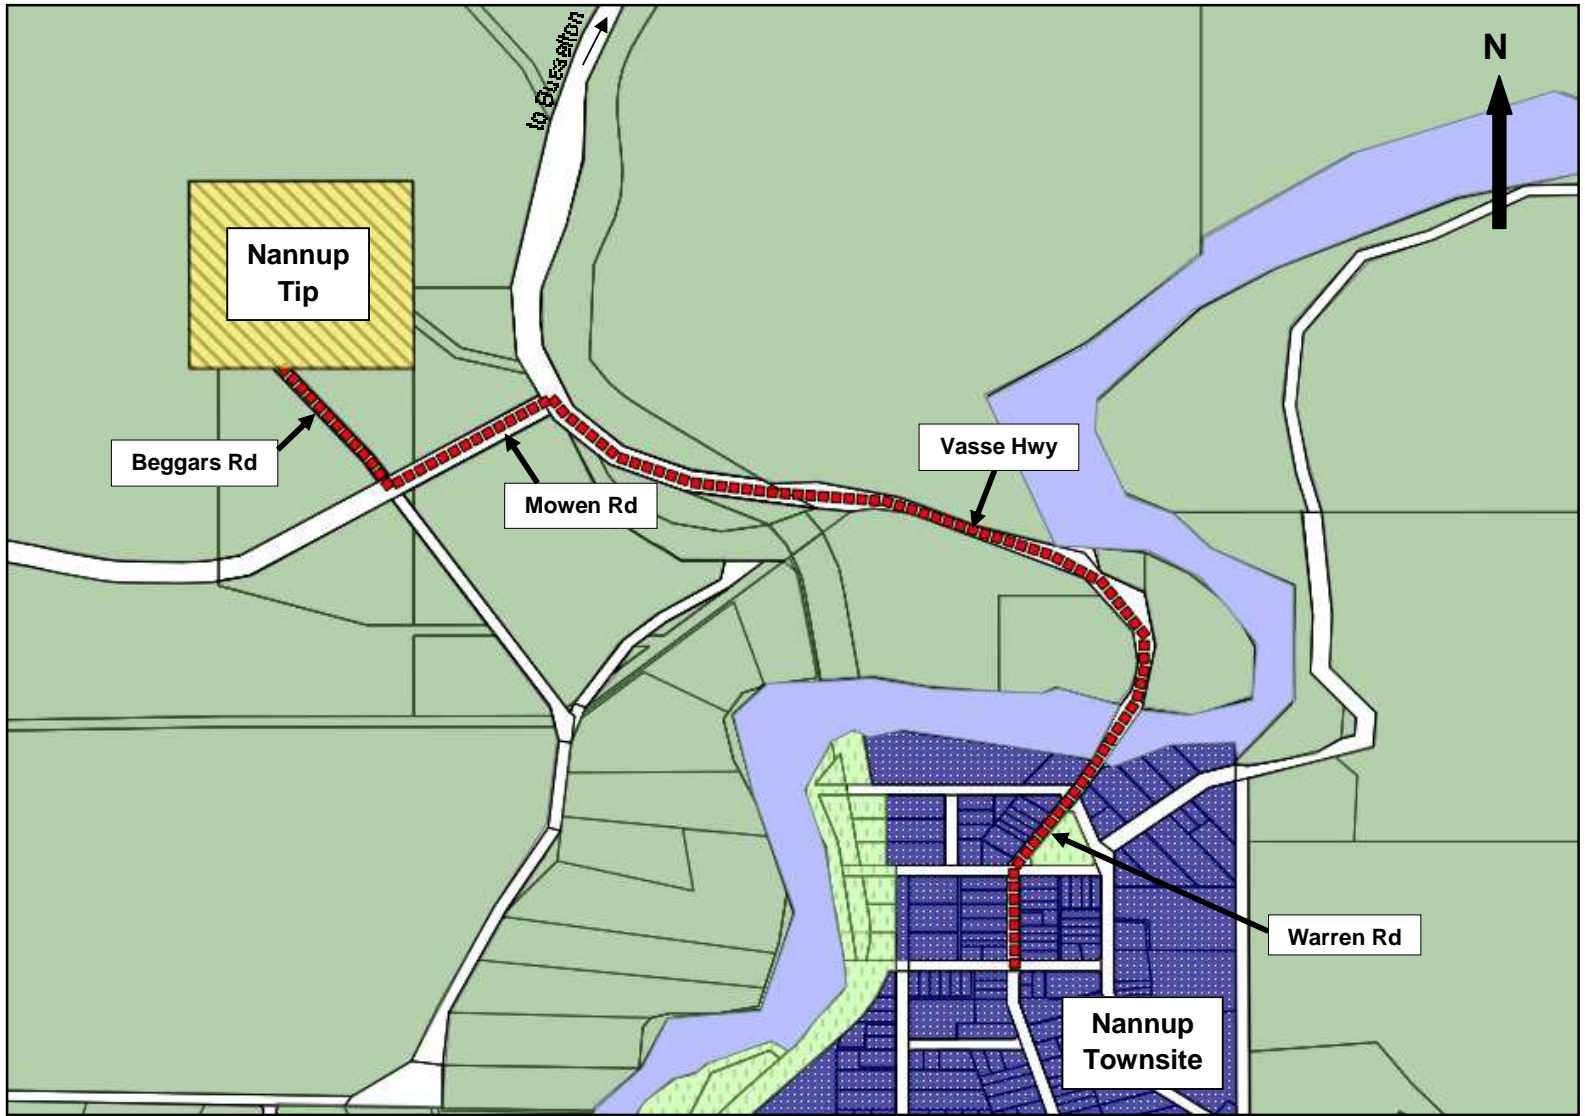 to Busselton
N
Nannup
Tip
Vasse Hwy
Beggars Rd
Mowen Rd
Warren Rd
Nannup
Townsite